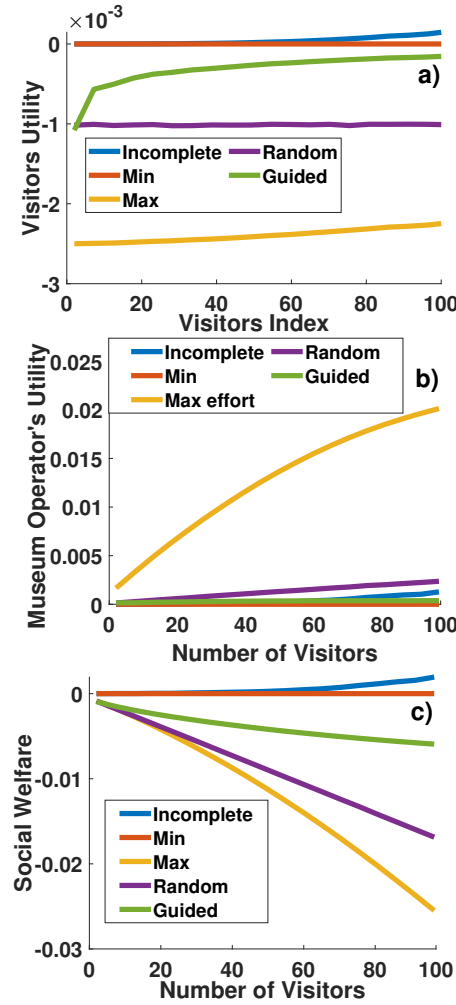 ×10⁻³
0
-1
-2
-3
Visitors Utility
a)
Incomplete Random
Min Guided
Max
0 20 40 60 80 100
Visitors Index
0.025
0.02
0.015
0.01
0.005
0
Museum Operator's Utility
b)
Incomplete Random
Min Guided
Max effort
0 20 40 60 80 100
Number of Visitors
0
-0.01
-0.02
-0.03
Social Welfare
c)
Incomplete
Min
Max
Random
Guided
0 20 40 60 80 100
Number of Visitors